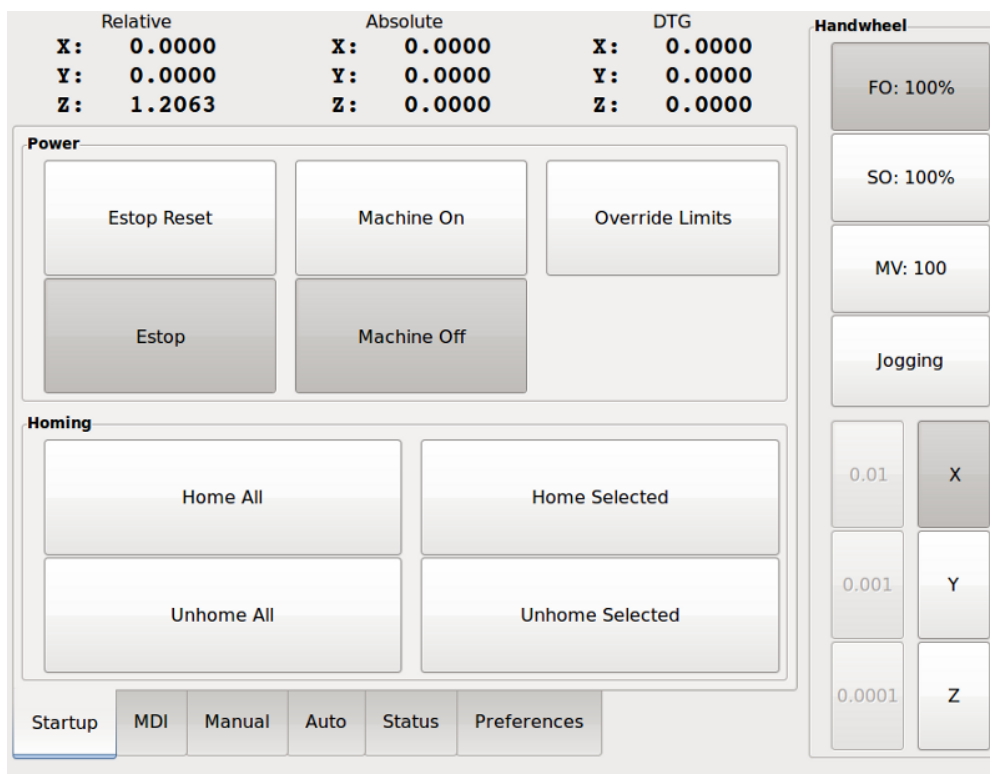 Relative Absolute DTG
X: 0.0000 X: 0.0000 X: 0.0000
Y: 0.0000 Y: 0.0000 Y: 0.0000
Z: 1.2063 Z: 0.0000 Z: 0.0000
Power
Estop Reset Machine On Override Limits
Estop Machine Off
Homing
Home All Home Selected
Unhome All Unhome Selected
Startup MDI Manual Auto Status Preferences
Handwheel
FO: 100%
SO: 100%
MV: 100
Jogging
0.01 X
0.001 Y
0.0001 Z